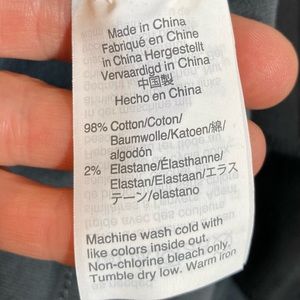 Made in China
Fabriqué en Chine
in China Hergestellt
Vervaardigd in China
中国製
Hecho en China
98% Cotton/Coton/
Baumwolle/Katoen/綿/
algodón
2% Elastane/Élasthanne/
Elastan/Elastaan/エラス
テーン/elastano
Machine wash cold with
like colors inside out.
Non-chlorine bleach only.
Tumble dry low. Warm iron